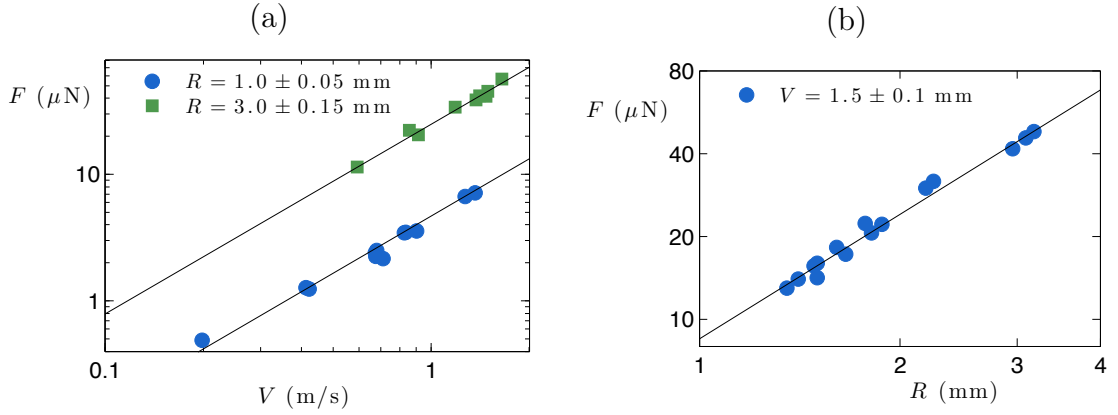 (a)
F (μN)
R = 1.0 ± 0.05 mm
R = 3.0 ± 0.15 mm
10
1
0.1
1
V (m/s)
(b)
F (μN)
V = 1.5 ± 0.1 mm
80
40
20
10
1
2
3
4
R (mm)